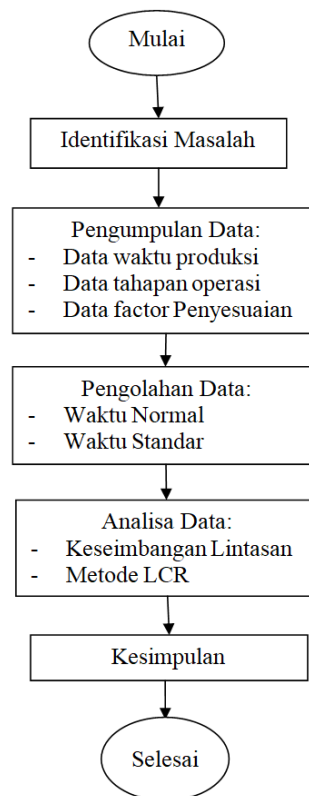 Mulai
Identifikasi Masalah
Pengumpulan Data:
- Data waktu produksi
- Data tahapan operasi
- Data factor Penyesuaian
Pengolahan Data:
- Waktu Normal
- Waktu Standar
Analisa Data:
- Keseimbangan Lintasan
- Metode LCR
Kesimpulan
Selesai